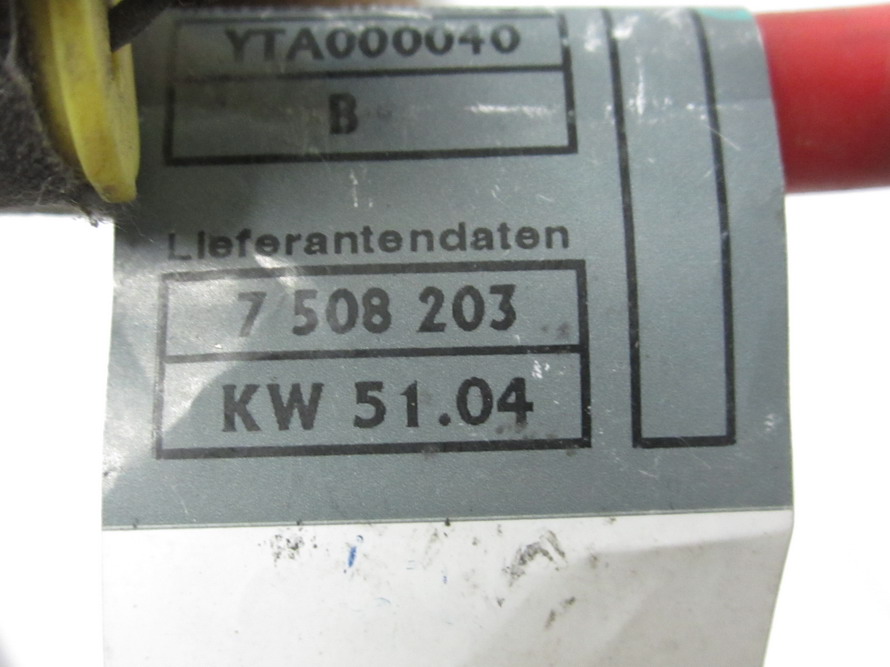 YTA000040
B
Lieferantendaten
7 508 203
KW 51.04